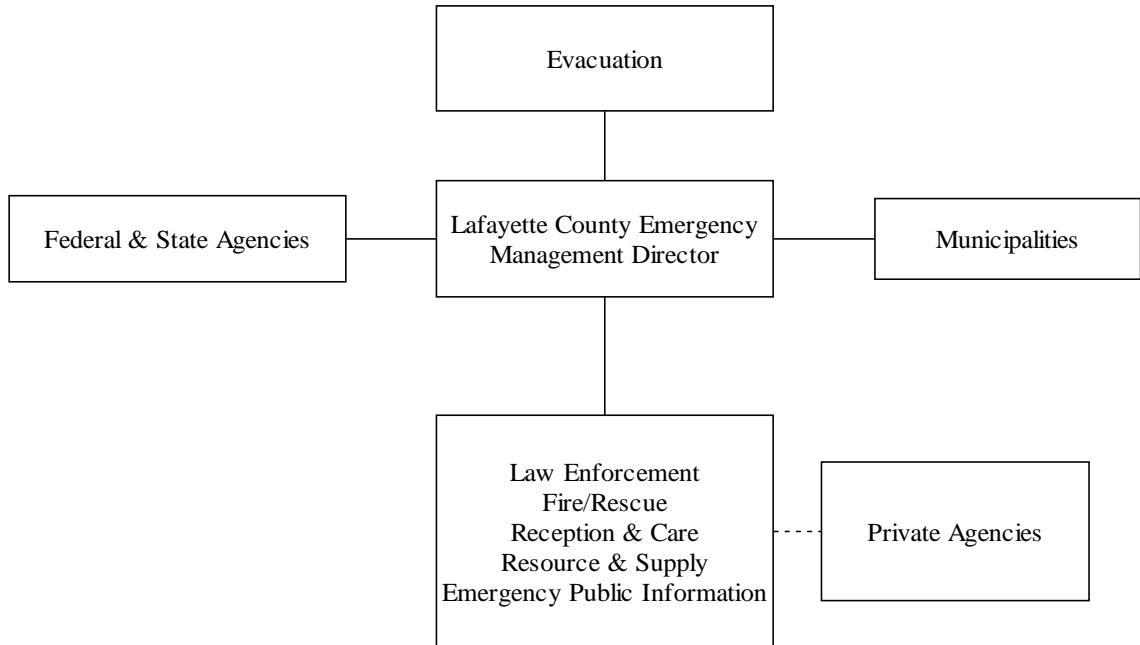 Evacuation
Federal & State Agencies
Lafayette County Emergency
Management Director
Municipalities
Law Enforcement
Fire/Rescue
Reception & Care
Resource & Supply
Emergency Public Information
Private Agencies